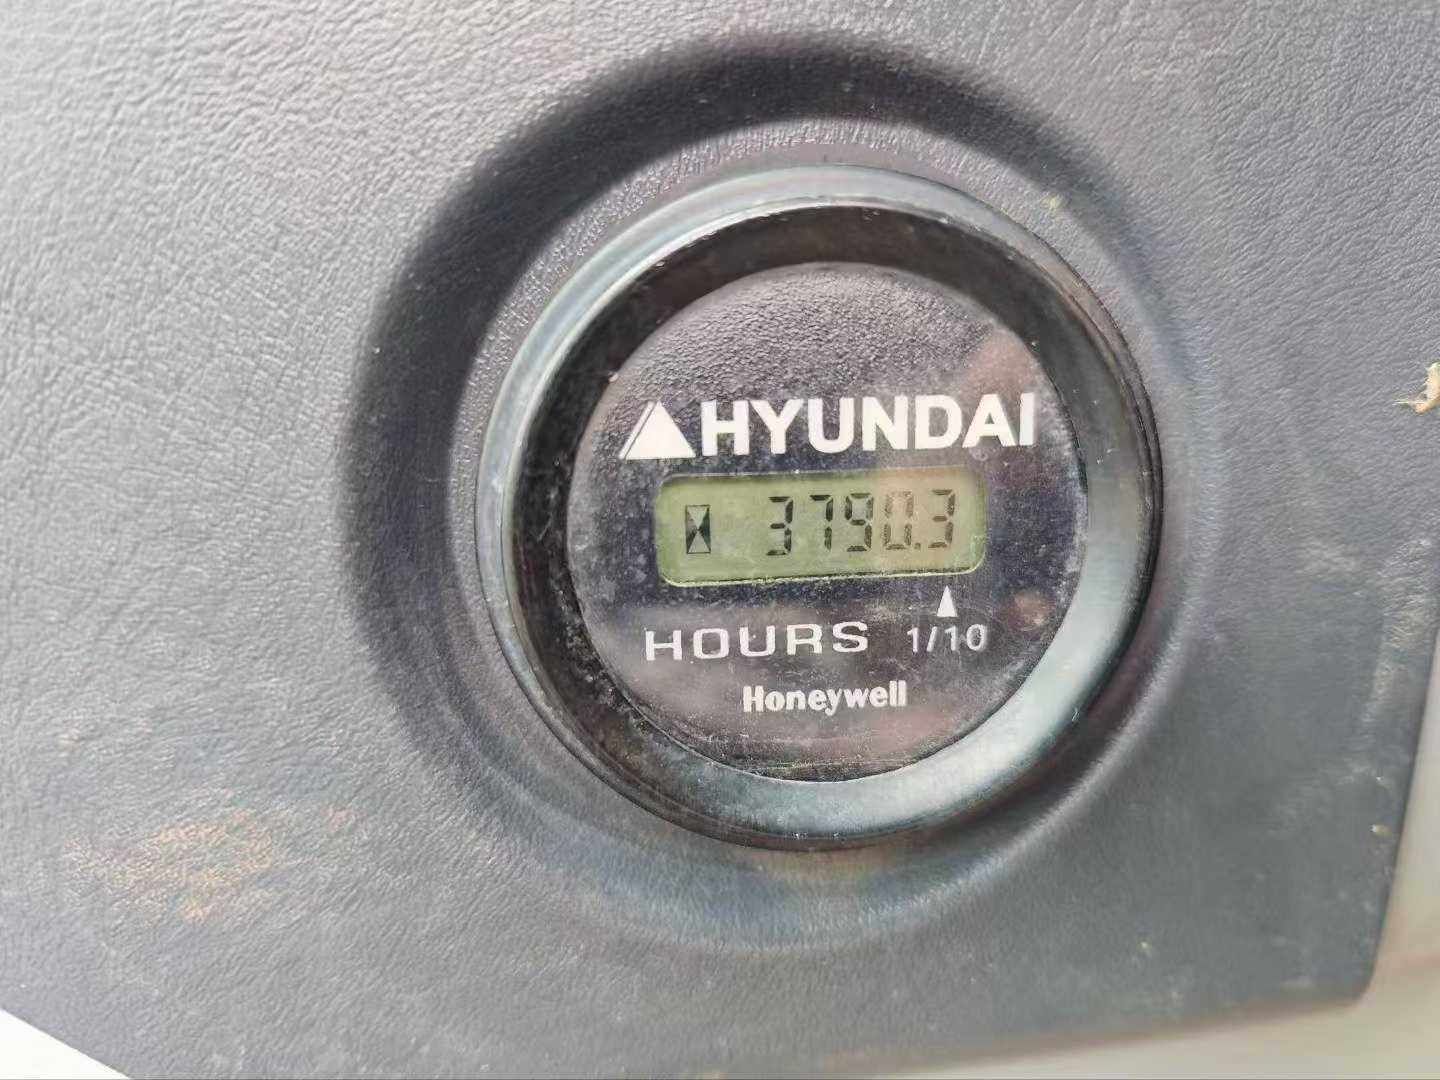 HYUNDAI
3790.3
HOURS 1/10
Honeywell